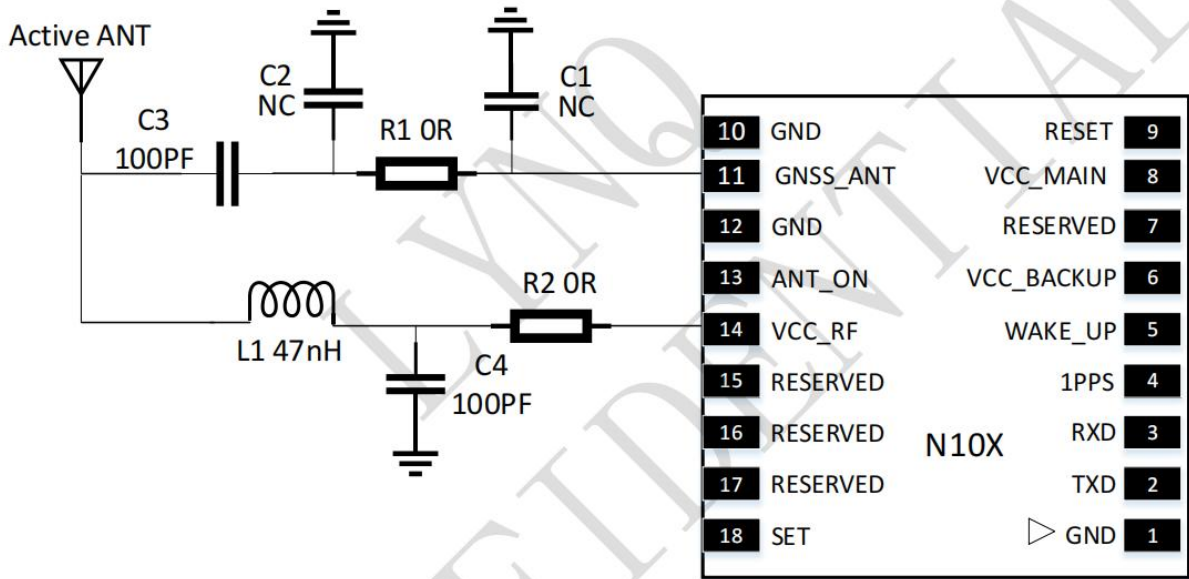 Active ANT
C2
NC
C1
NC
C3
100PF
R1 0R
10 GND
RESET 9
11 GNSS_ANT
VCC_MAIN 8
12 GND
RESERVED 7
13 ANT_ON
VCC_BACKUP 6
R2 0R
14 VCC_RF
WAKE_UP 5
L1 47nH
C4
100PF
15 RESERVED
1PPS 4
16 RESERVED
RXD 3
N10X
17 RESERVED
TXD 2
18 SET
GND 1
LYNQ